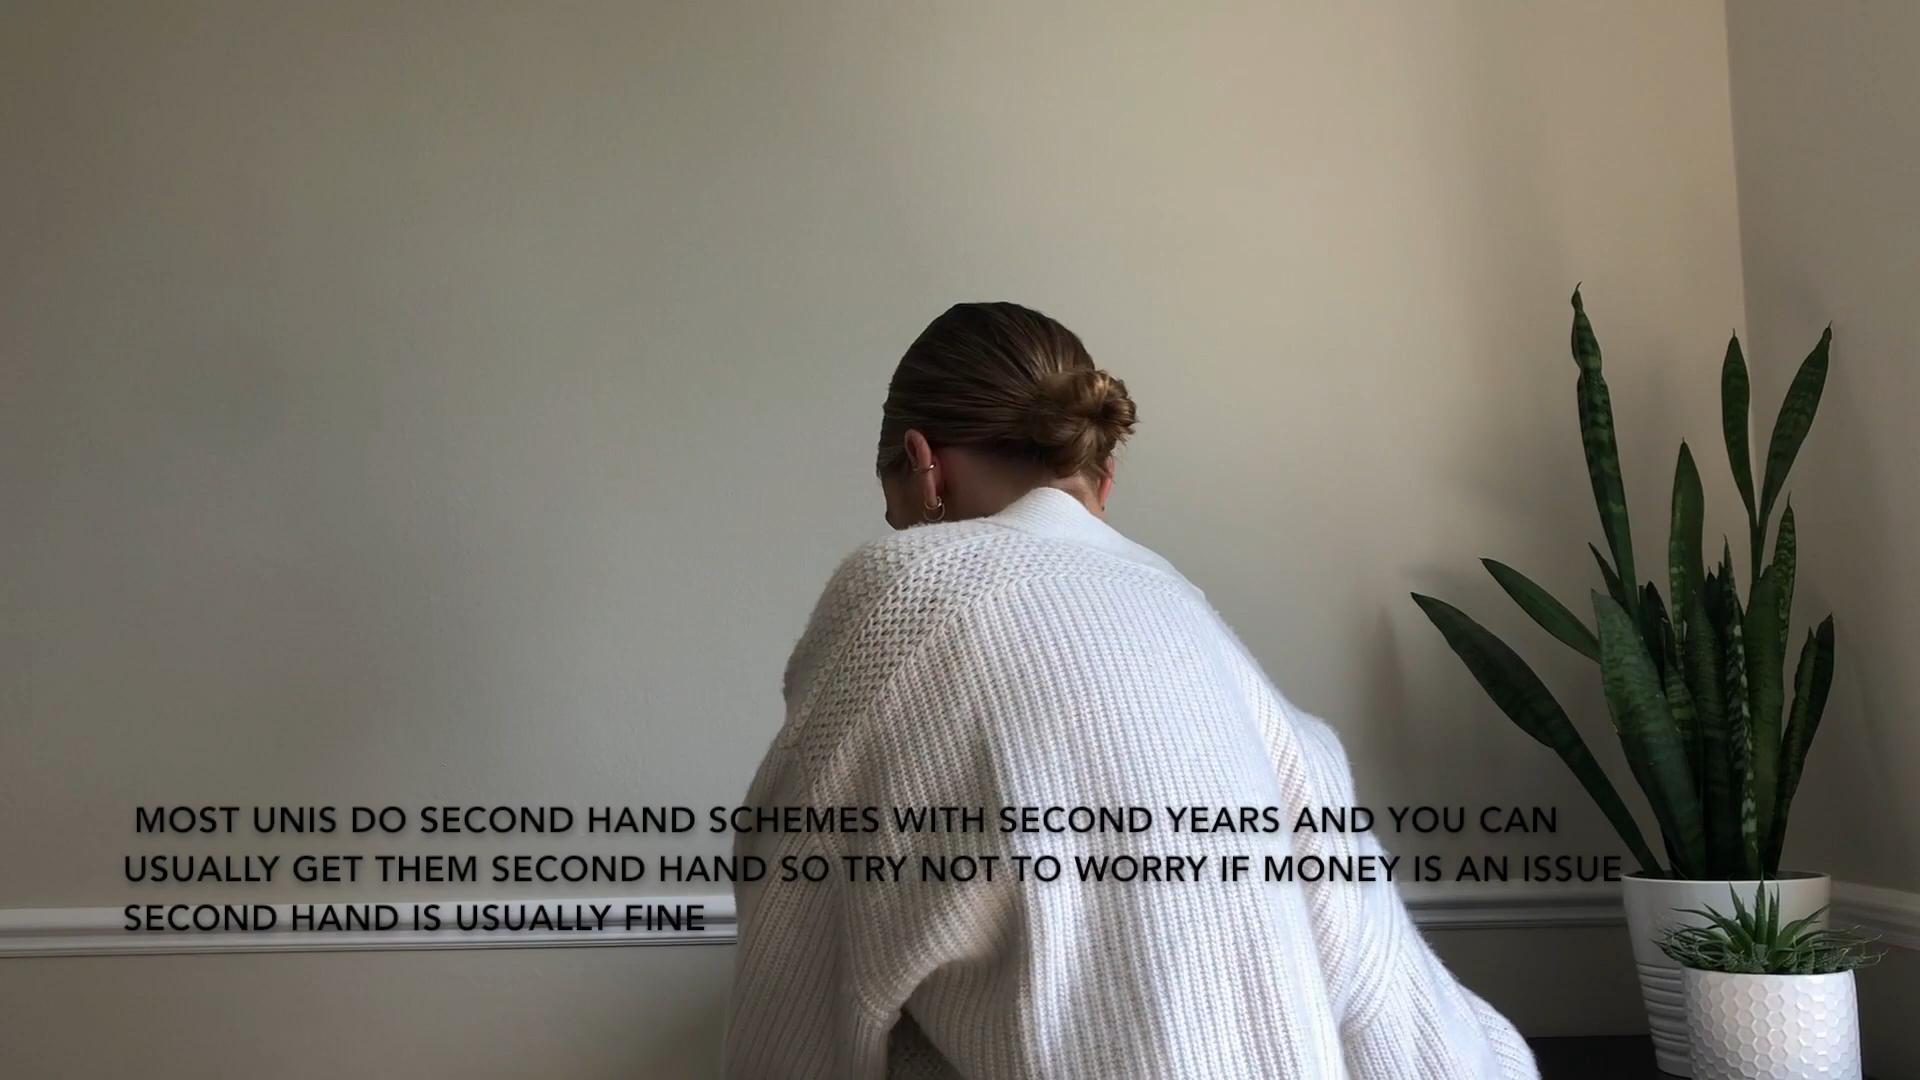 MOST UNIS DO SECOND HAND SCHEMES WITH SECOND YEARS AND YOU CAN
USUALLY GET THEM SECOND HAND SO TRY NOT TO WORRY IF MONEY IS AN ISSUE
SECOND HAND IS USUALLY FINE